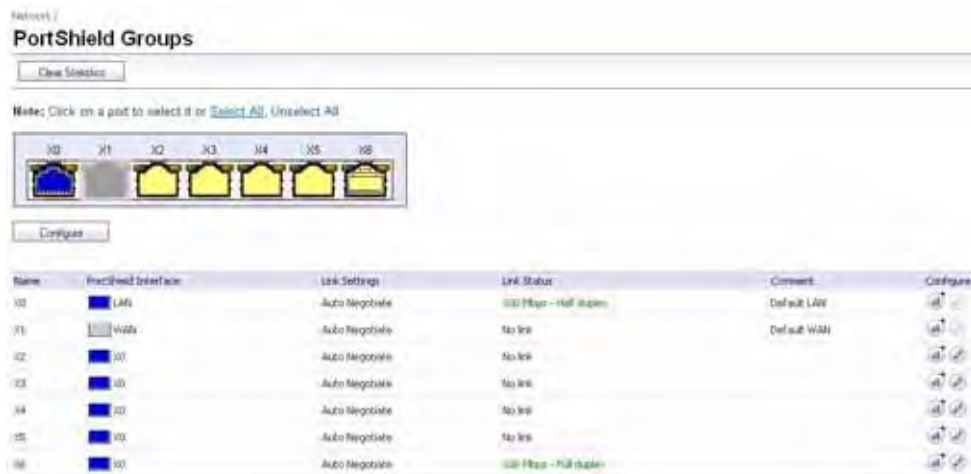 Network /
PortShield Groups
Clear Statistics
Note: Click on a port to select it or Select All, Unselect All
X0 X1 X2 X3 X4 X5 X6
Configure
Name PortShield Interface Link Settings Link Status Comment Configure
X0 LAN Auto Negotiate 100 Mbps - Half duplex Default LAN
X1 WAN Auto Negotiate No link Default WAN
X2 X0 Auto Negotiate No link
X3 X0 Auto Negotiate No link
X4 X0 Auto Negotiate No link
X5 X0 Auto Negotiate No link
X6 X0 Auto Negotiate 100 Mbps - Full duplex